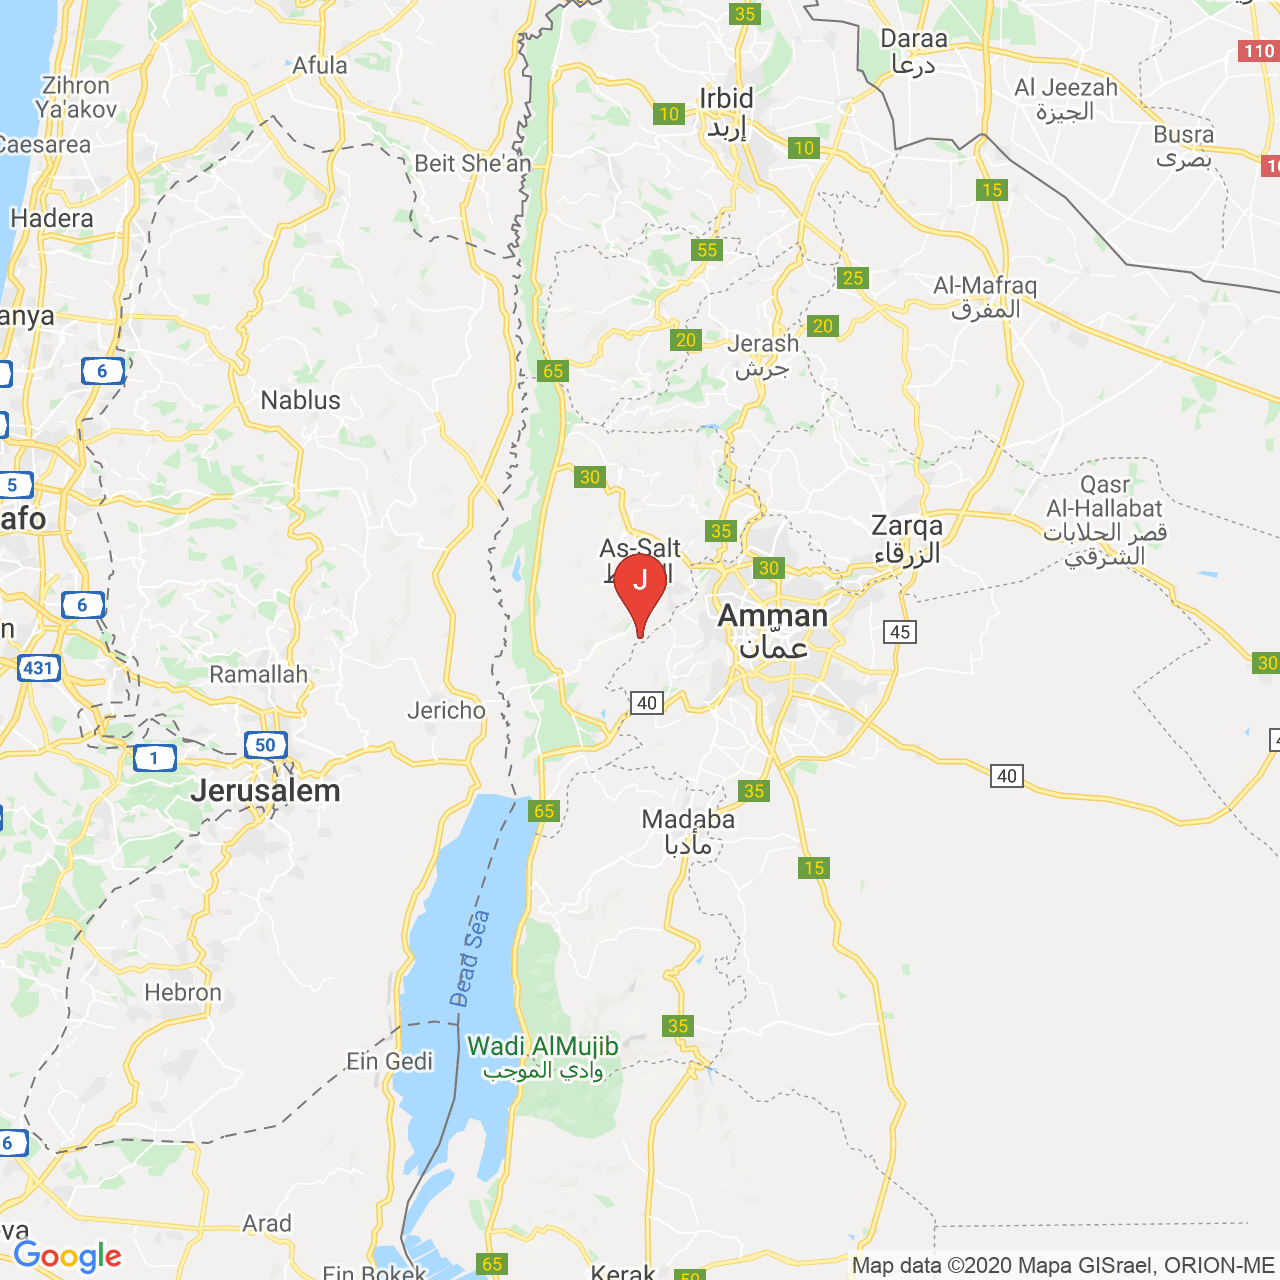 35
Daraa
درعا
110
Afula
Zihron
Ya'akov
Al Jeezah
الجيزة
Irbid
إربد
10
Busra
بصرى
Caesarea
10
Beit She'an
15
Hadera
55
25
Al-Mafraq
المفرق
anya
20
20
Jerash
جرش
6
65
Nablus
30
5
Qasr
Al-Hallabat
قصر الحلابات
الشرقي
afo
35
Zarqa
الزرقاء
As-Salt
30
J
6
Amman
عمّان
45
n
431
30
Ramallah
40
Jericho
50
1
40
Jerusalem
35
65
Madaba
مأدبا
15
Dead Sea
Hebron
35
Wadi AlMujib
وادي الموجب
Ein Gedi
6
Arad
va
Google
65
Ein Bokek
Kerak
50
Map data ©2020 Mapa GISrael, ORION-ME